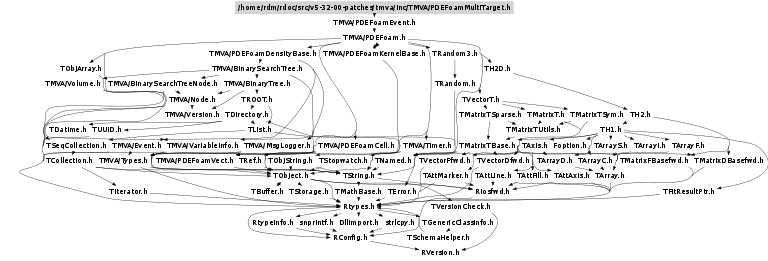 /home/rdm/rdoc/src/v5-32-00-patches/tmva/inc/TMVA/PDEFoamMultiTarget.h
TMVA/PDEFoamEvent.h
TMVA/PDEFoam.h
TMVA/PDEFoamDensityBase.h TMVA/PDEFoamKernelBase.h TRandom3.h
TObjArray.h TMVA/BinarySearchTree.h TH2D.h
TMVA/Volume.h TMVA/BinarySearchTreeNode.h TMVA/BinaryTree.h TRandom.h
TMVA/Node.h TROOT.h TVectorT.h
TMVA/Version.h TDirectory.h TMatrixTSparse.h TMatrixT.h TMatrixTSym.h TH2.h
TDatime.h TUUID.h TList.h TMatrixTUtils.h TH1.h
TSeqCollection.h TMVA/Event.h TMVA/VariableInfo.h TMVA/MsgLogger.h TMVA/PDEFoamCell.h TMVA/Timer.h TMatrixTBase.h TAxis.h Foption.h TArrayS.h TArrayI.h TArrayF.h
TCollection.h TMVA/Types.h TMVA/PDEFoamVect.h TRef.h TObjString.h TStopwatch.h TNamed.h TVectorFfwd.h TVectorDfwd.h TArrayD.h TArrayC.h TMatrixFBasefwd.h TMatrixDBasefwd.h
TObject.h TString.h TAttMarker.h TAttLine.h TAttFill.h TAttAxis.h TArray.h
TIterator.h TBuffer.h TStorage.h TMathBase.h TError.h Riosfwd.h TFitResultPtr.h
Rtypes.h TVersionCheck.h
RtypeInfo.h snprintf.h DllImport.h strlcpy.h TGenericClassInfo.h
RConfig.h TSchemaHelper.h
RVersion.h